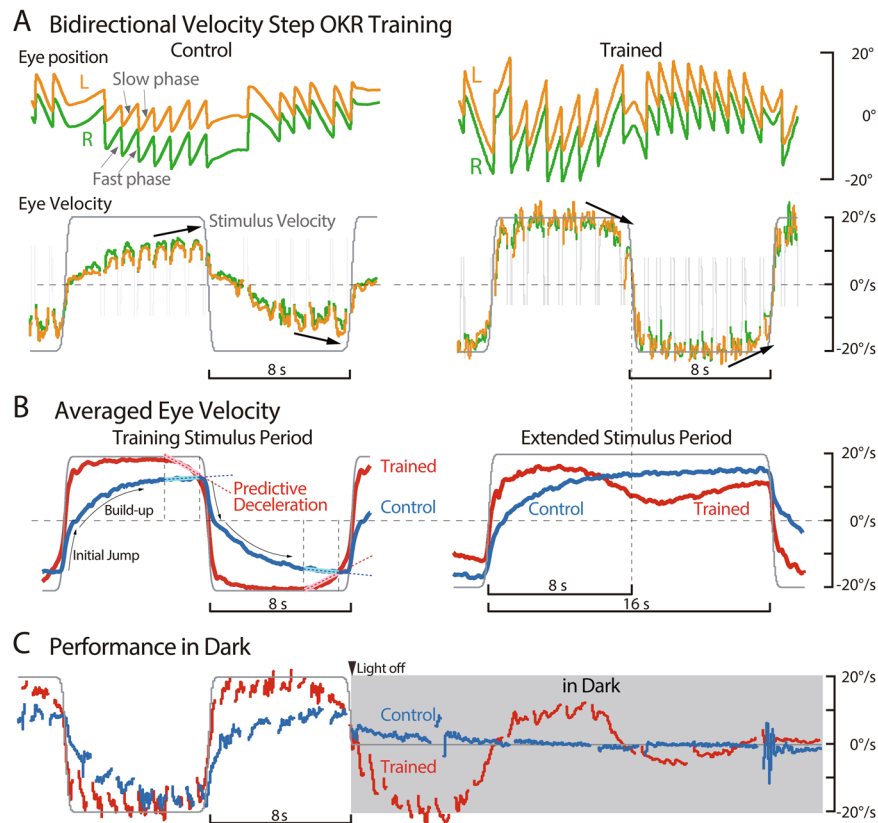 A Bidirectional Velocity Step OKR Training
Eye position
Control
Trained
Slow phase
L
R
Fast phase
L
R
20°
0°
-20°
Eye Velocity
Stimulus Velocity
20°/s
0°/s
-20°/s
8 s
8 s
B Averaged Eye Velocity
Training Stimulus Period
Extended Stimulus Period
Trained
Predictive
Deceleration
Build-up
Control
Initial Jump
8 s
Control
Trained
8 s
16 s
20°/s
0°/s
-20°/s
C Performance in Dark
Light off
in Dark
Control
Trained
8s
20°/s
0°/s
-20°/s